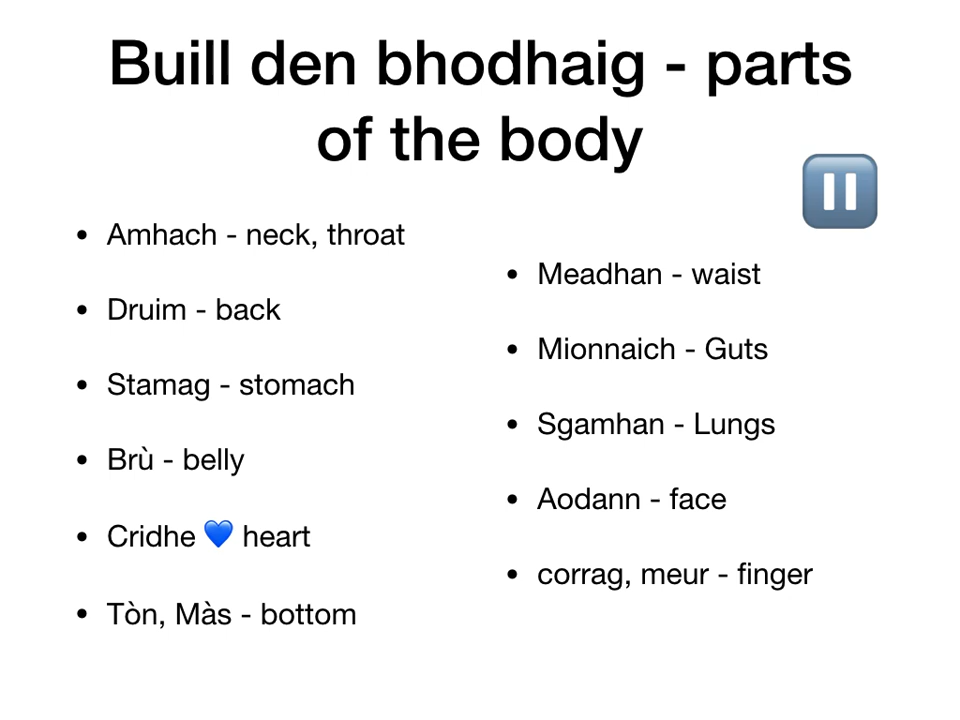 Buill den bhodhaig - parts
of the body
• Amhach - neck, throat
• Druim - back
• Stamag - stomach
• Brù - belly
• Cridhe 💙 heart
• Tòn, Màs - bottom
• Meadhan - waist
• Mionnaich - Guts
• Sgamhan - Lungs
• Aodann - face
• corrag, meur - finger